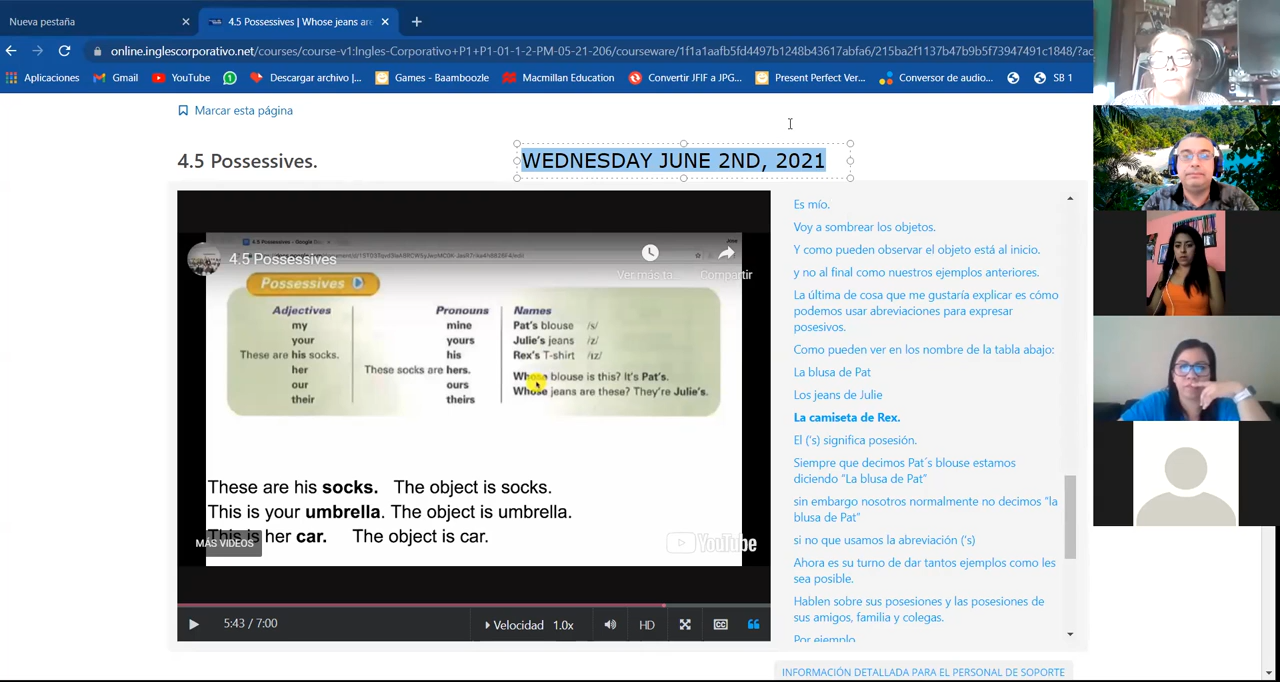 Nueva pestaña
4.5 Possessives | Whose jeans are
online.inglescorporativo.net/courses/course-v1:Ingles-Corporativo+P1+P1-01-1-2-PM-05-21-206/courseware/1f1a1aafb5fd4497b1248b43617abfa6/215ba2f1137b47b9b5f73947491c1848/?ac
Aplicaciones
Gmail
YouTube
Descargar archivo |...
Games - Baamboozle
Macmillan Education
Convertir JFIF a JPG...
Present Perfect Ver...
Conversor de audio...
SB 1
Marcar esta página
4.5 Possessives.
WEDNESDAY JUNE 2ND, 2021
4.5 Possessives
Ver más ta...
Compartir
Possessives
Adjectives
my
your
These are his socks.
her
our
their
Pronouns
mine
yours
his
These socks are hers.
ours
theirs
Names
Pat's blouse /s/
Julie's jeans /z/
Rex's T-shirt /ɪz/
Whose blouse is this? It's Pat's.
Whose jeans are these? They're Julie's.
These are his socks. The object is socks.
This is your umbrella. The object is umbrella.
This is her car. The object is car.
MÁS VIDEOS
YouTube
5:43 / 7:00
Velocidad 1.0x
HD
Es mío.
Voy a sombrear los objetos.
Y como pueden observar el objeto está al inicio.
y no al final como nuestros ejemplos anteriores.
La última de cosa que me gustaría explicar es cómo
podemos usar abreviaciones para expresar
posesivos.
Como pueden ver en los nombre de la tabla abajo:
La blusa de Pat
Los jeans de Julie
La camiseta de Rex.
El ('s) significa posesión.
Siempre que decimos Pat´s blouse estamos
diciendo “La blusa de Pat”
sin embargo nosotros normalmente no decimos “la
blusa de Pat”
si no que usamos la abreviación ('s)
Ahora es su turno de dar tantos ejemplos como les
sea posible.
Hablen sobre sus posesiones y las posesiones de
sus amigos, familia y colegas.
Por ejemplo
INFORMACIÓN DETALLADA PARA EL PERSONAL DE SOPORTE